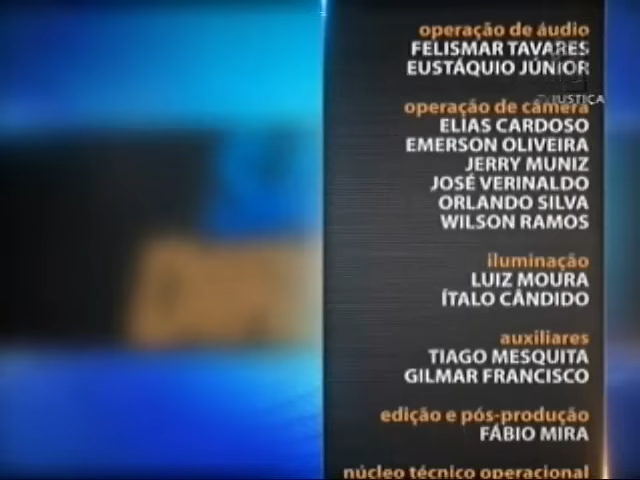 operação de áudio
FELISMAR TAVARES
EUSTÁQUIO JÚNIOR
JUSTIÇA
operação de câmera
ELIAS CARDOSO
EMERSON OLIVEIRA
JERRY MUNIZ
JOSÉ VERINALDO
ORLANDO SILVA
WILSON RAMOS
iluminação
LUIZ MOURA
ÍTALO CÂNDIDO
auxiliares
TIAGO MESQUITA
GILMAR FRANCISCO
edição e pós-produção
FÁBIO MIRA
núcleo técnico operacional